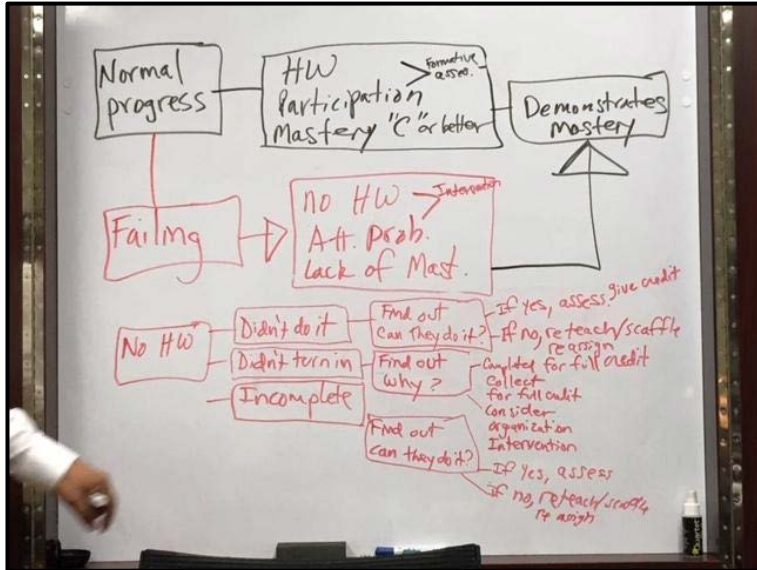 Normal
progress
HW
Formative
asses.
Participation
Mastery "C" or better
Demonstrates
mastery
Failing
no HW
Intervention
Att. Prob.
Lack of Mast.
No HW
Didn't do it
Find out
Can they do it?
If yes, assess give credit
If no, reteach/scaffle
reassign
Didn't turn in
Find out
why?
Completed for full credit
Collect
for full credit
Consider
organization
Intervention
Incomplete
Find out
can they do it?
If yes, assess
if no, reteach/scaffle
re assign
Quartet